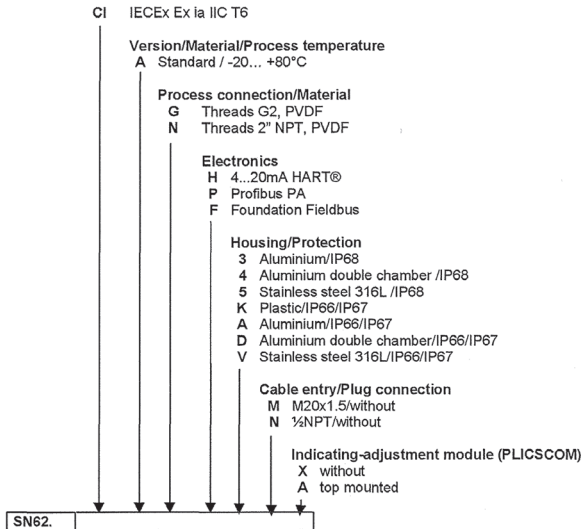 CI IECEx Ex ia IIC T6
Version/Material/Process temperature
A Standard / -20... +80°C
Process connection/Material
G Threads G2, PVDF
N Threads 2" NPT, PVDF
Electronics
H 4...20mA HART®
P Profibus PA
F Foundation Fieldbus
Housing/Protection
3 Aluminium/IP68
4 Aluminium double chamber /IP68
5 Stainless steel 316L /IP68
K Plastic/IP66/IP67
A Aluminium/IP66/IP67
D Aluminium double chamber/IP66/IP67
V Stainless steel 316L/IP66/IP67
Cable entry/Plug connection
M M20x1.5/without
N ½NPT/without
Indicating-adjustment module (PLICSCOM)
X without
A top mounted
SN62.